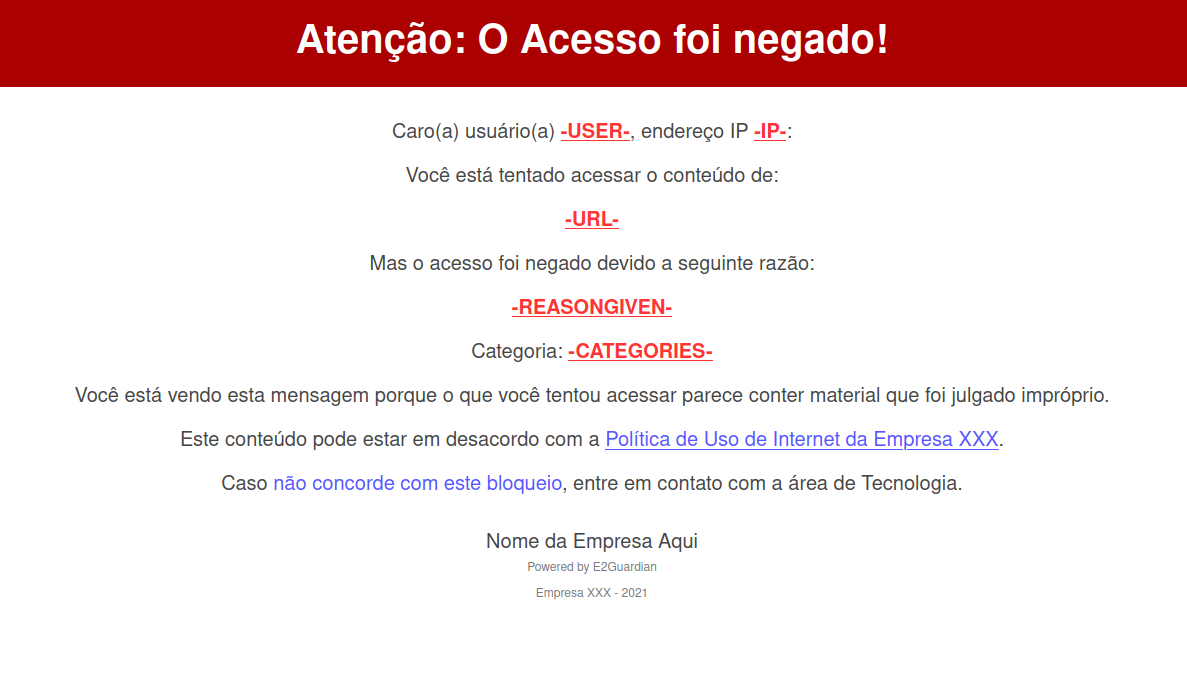 Atenção: O Acesso foi negado!
Caro(a) usuário(a) -USER-, endereço IP -IP-:
Você está tentado acessar o conteúdo de:
-URL-
Mas o acesso foi negado devido a seguinte razão:
-REASONGIVEN-
Categoria: -CATEGORIES-
Você está vendo esta mensagem porque o que você tentou acessar parece conter material que foi julgado impróprio.
Este conteúdo pode estar em desacordo com a Política de Uso de Internet da Empresa XXX.
Caso não concorde com este bloqueio, entre em contato com a área de Tecnologia.
Nome da Empresa Aqui
Powered by E2Guardian
Empresa XXX - 2021